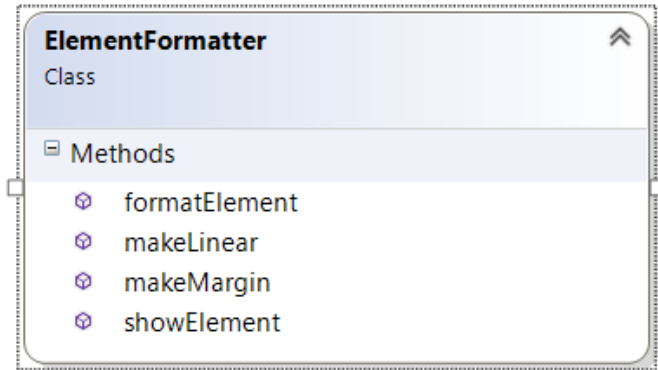 ElementFormatter
Class
Methods
formatElement
makeLinear
makeMargin
showElement